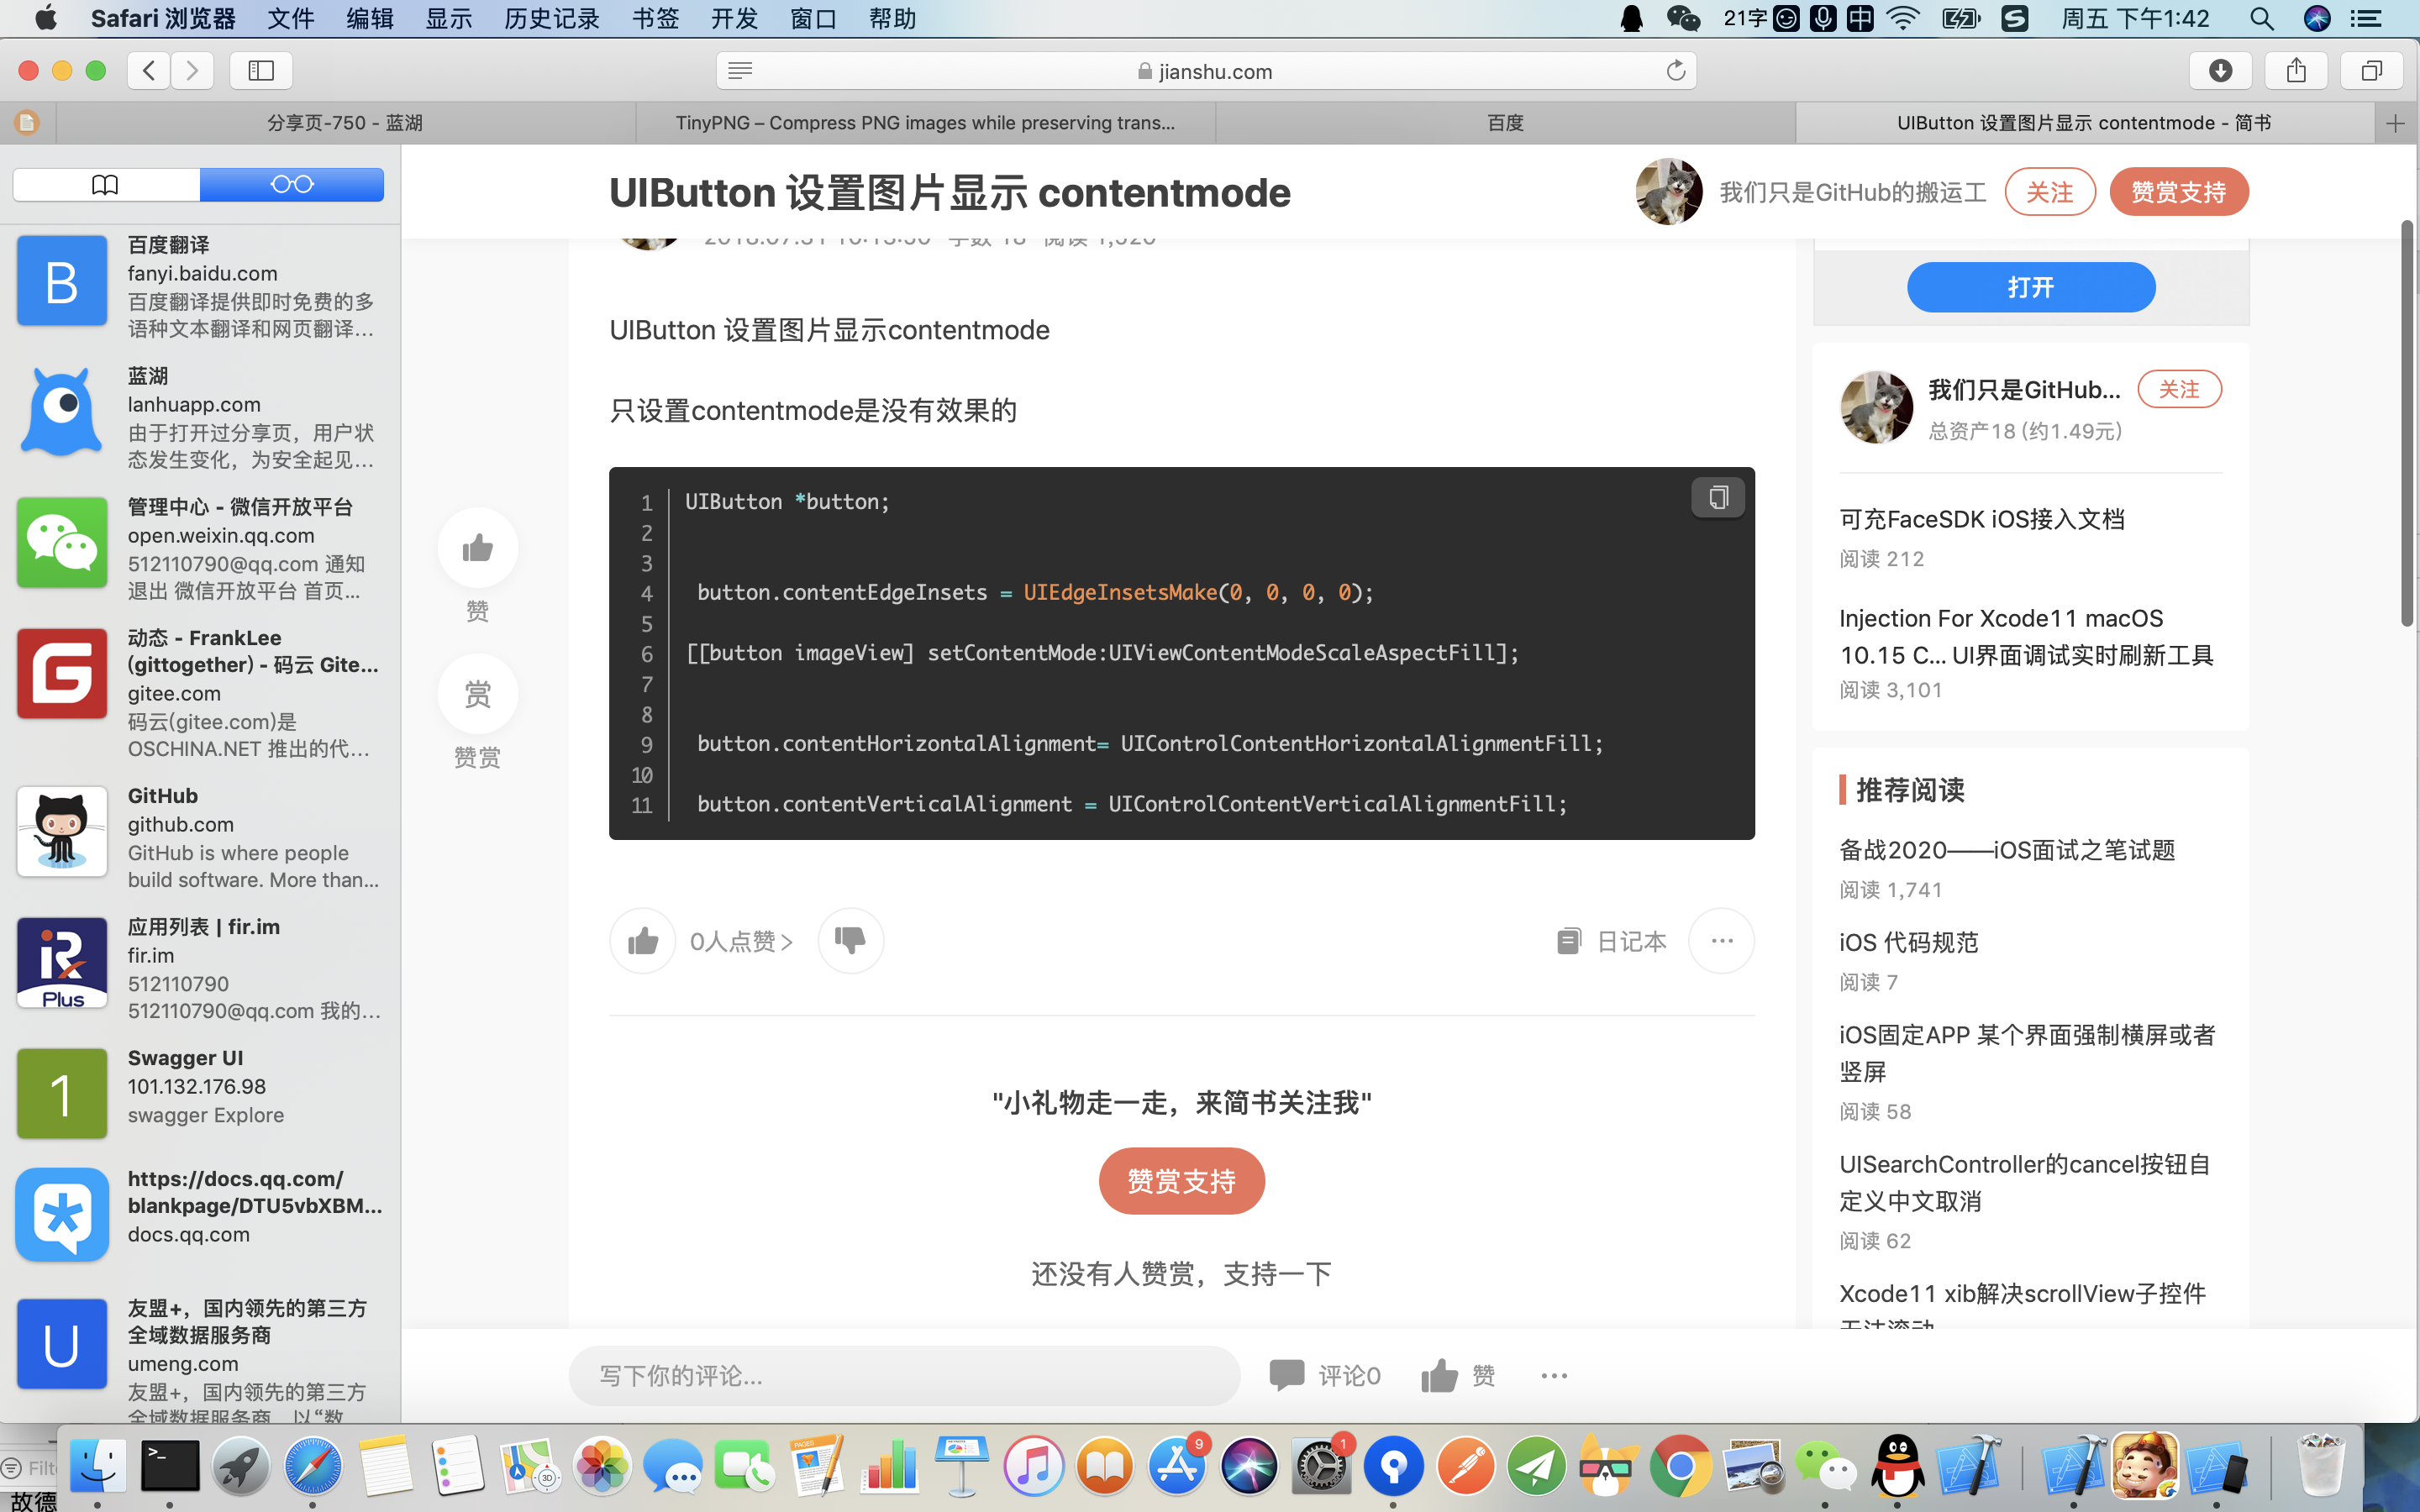 Safari 浏览器 文件 编辑 显示 历史记录 书签 开发 窗口 帮助
21字 中 周五 下午1:42
jianshu.com
分享页-750 - 蓝湖
TinyPNG – Compress PNG images while preserving trans...
百度
UIButton 设置图片显示 contentmode - 简书
百度翻译
fanyi.baidu.com
百度翻译提供即时免费的多
语种文本翻译和网页翻译...
蓝湖
lanhuapp.com
由于打开过分享页，用户状
态发生变化，为安全起见...
管理中心 - 微信开放平台
open.weixin.qq.com
512110790@qq.com 通知
退出 微信开放平台 首页...
动态 - FrankLee
(gittogether) - 码云 Gite...
gitee.com
码云(gitee.com)是
OSCHINA.NET 推出的代...
GitHub
github.com
GitHub is where people
build software. More than...
应用列表 | fir.im
fir.im
512110790
512110790@qq.com 我的...
Plus
Swagger UI
101.132.176.98
swagger Explore
https://docs.qq.com/
blankpage/DTU5vbXBM...
docs.qq.com
友盟+，国内领先的第三方
全域数据服务商
umeng.com
友盟+，国内领先的第三方
全域数据服务商，以“数
UIButton 设置图片显示 contentmode
我们只是GitHub的搬运工 关注 赞赏支持
UIButton 设置图片显示contentmode
只设置contentmode是没有效果的
1 UIButton *button;
2
3
4 button.contentEdgeInsets = UIEdgeInsetsMake(0, 0, 0, 0);
5
6 [[button imageView] setContentMode:UIViewContentModeScaleAspectFill];
7
8
9 button.contentHorizontalAlignment= UIControlContentHorizontalAlignmentFill;
10
11 button.contentVerticalAlignment = UIControlContentVerticalAlignmentFill;
赞
赏
赞赏
0人点赞 >
日记本
"小礼物走一走，来简书关注我"
赞赏支持
还没有人赞赏，支持一下
写下你的评论...
评论0
赞
打开
我们只是GitHub... 关注
总资产18 (约1.49元)
可充FaceSDK iOS接入文档
阅读 212
Injection For Xcode11 macOS
10.15 C... UI界面调试实时刷新工具
阅读 3,101
推荐阅读
备战2020——iOS面试之笔试题
阅读 1,741
iOS 代码规范
阅读 7
iOS固定APP 某个界面强制横屏或者
竖屏
阅读 58
UISearchController的cancel按钮自
定义中文取消
阅读 62
Xcode11 xib解决scrollView子控件
无法滚动